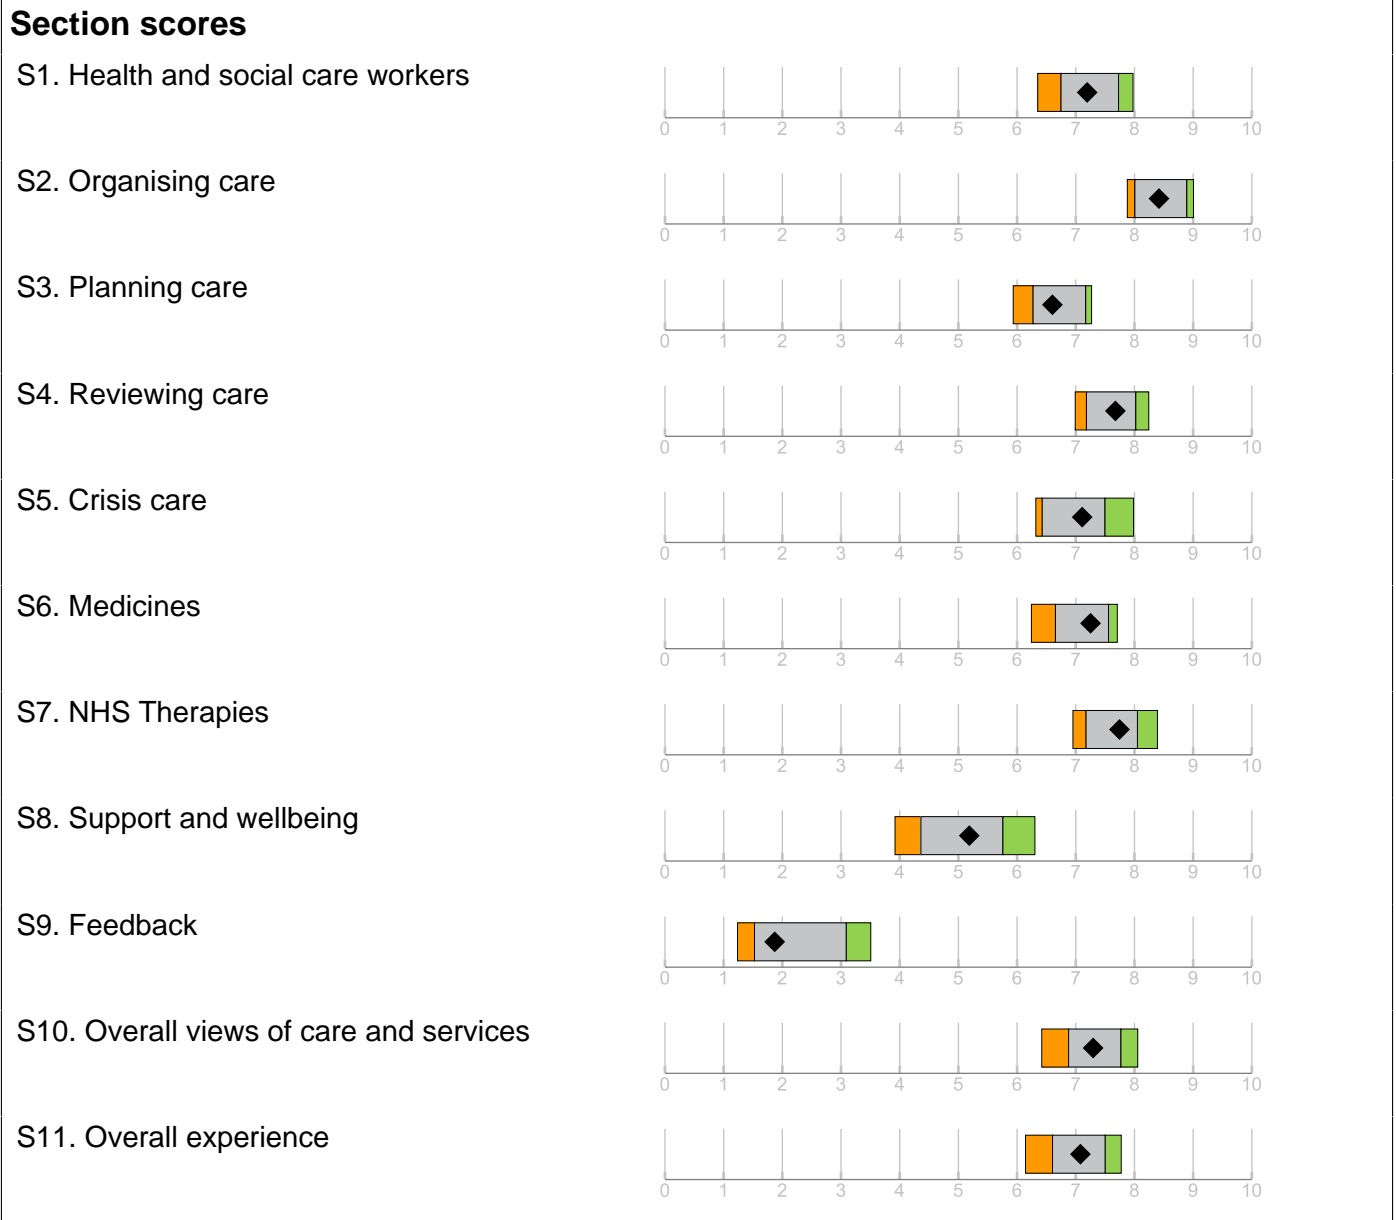 Section scores
S1. Health and social care workers
0 1 2 3 4 5 6 7 8 9 10
S2. Organising care
0 1 2 3 4 5 6 7 8 9 10
S3. Planning care
0 1 2 3 4 5 6 7 8 9 10
S4. Reviewing care
0 1 2 3 4 5 6 7 8 9 10
S5. Crisis care
0 1 2 3 4 5 6 7 8 9 10
S6. Medicines
0 1 2 3 4 5 6 7 8 9 10
S7. NHS Therapies
0 1 2 3 4 5 6 7 8 9 10
S8. Support and wellbeing
0 1 2 3 4 5 6 7 8 9 10
S9. Feedback
0 1 2 3 4 5 6 7 8 9 10
S10. Overall views of care and services
0 1 2 3 4 5 6 7 8 9 10
S11. Overall experience
0 1 2 3 4 5 6 7 8 9 10